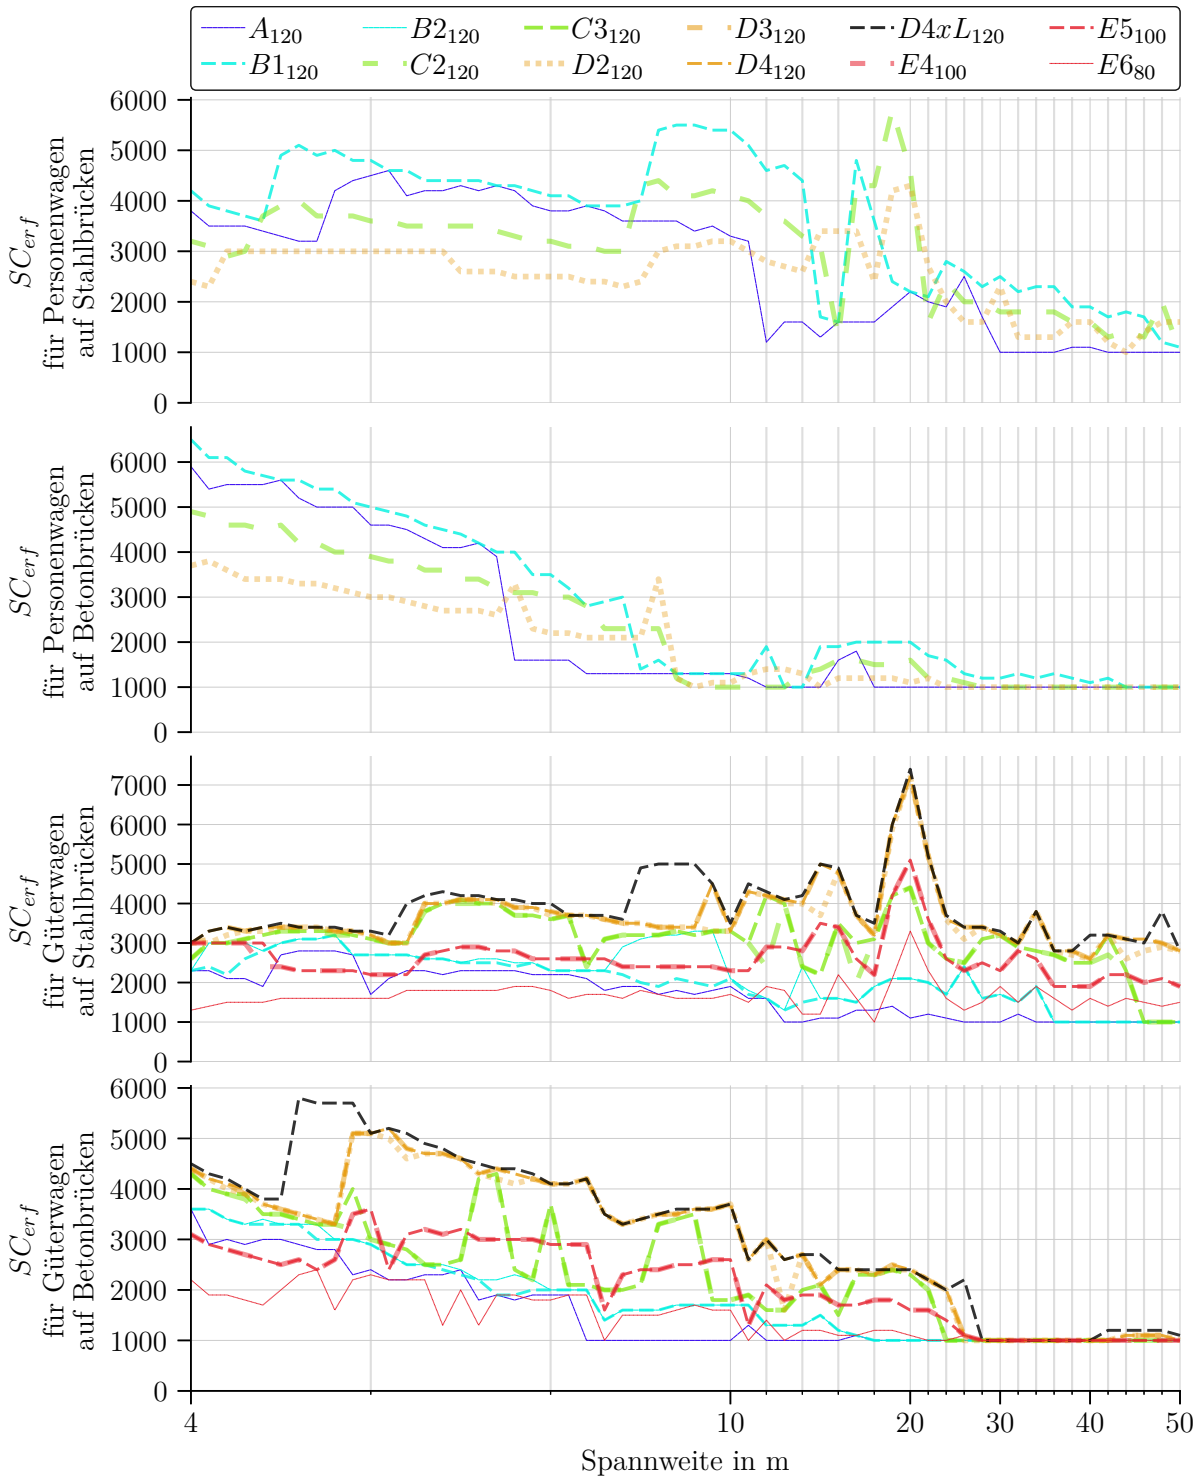 A120 B2120 C3120 D3120 D4xL120 E5100
B1120 C2120 D2120 D4120 E4100 E680
6000
5000
4000
3000
2000
1000
0
SCerf
für Personenwagen
auf Stahlbrücken
6000
5000
4000
3000
2000
1000
0
SCerf
für Personenwagen
auf Betonbrücken
7000
6000
5000
4000
3000
2000
1000
0
SCerf
für Güterwagen
auf Stahlbrücken
6000
5000
4000
3000
2000
1000
0
SCerf
für Güterwagen
auf Betonbrücken
4 10 20 30 40 50
Spannweite in m